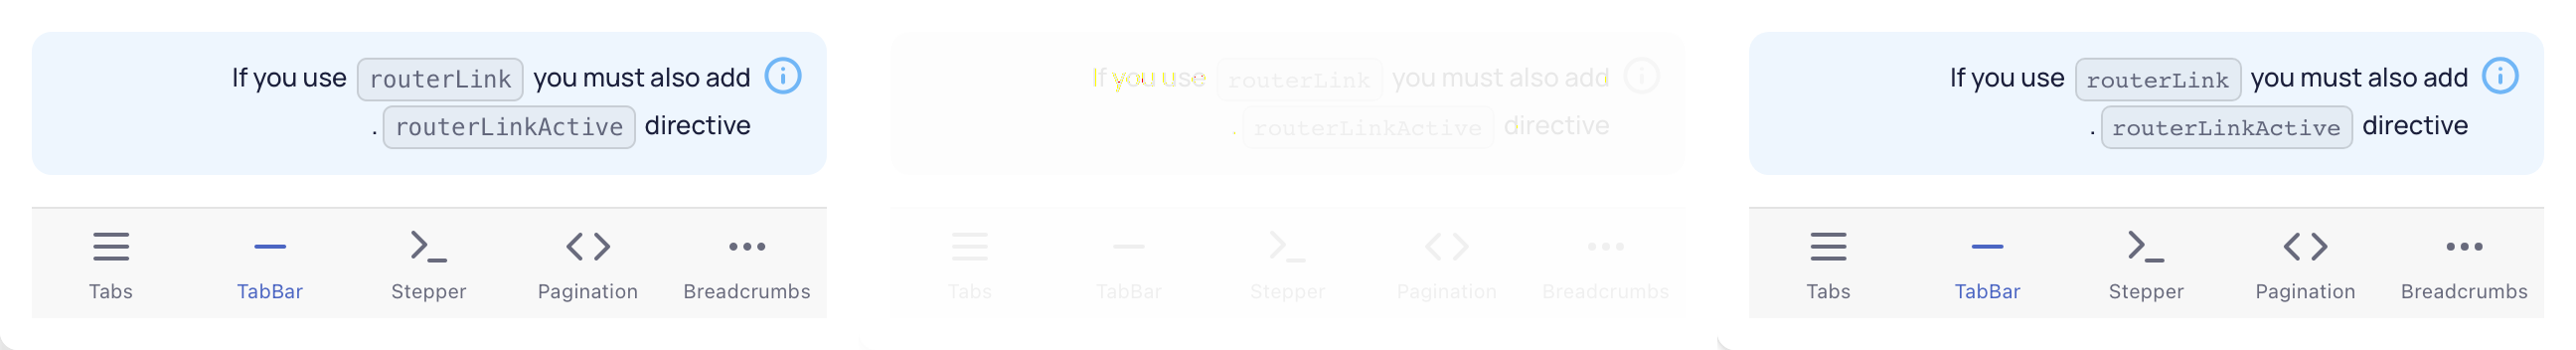 If you use routerLink you must also add
. routerLinkActive directive
Tabs TabBar Stepper Pagination Breadcrumbs
If you use routerLink you must also add
. routerLinkActive directive
Tabs TabBar Stepper Pagination Breadcrumbs
If you use routerLink you must also add
. routerLinkActive directive
Tabs TabBar Stepper Pagination Breadcrumbs